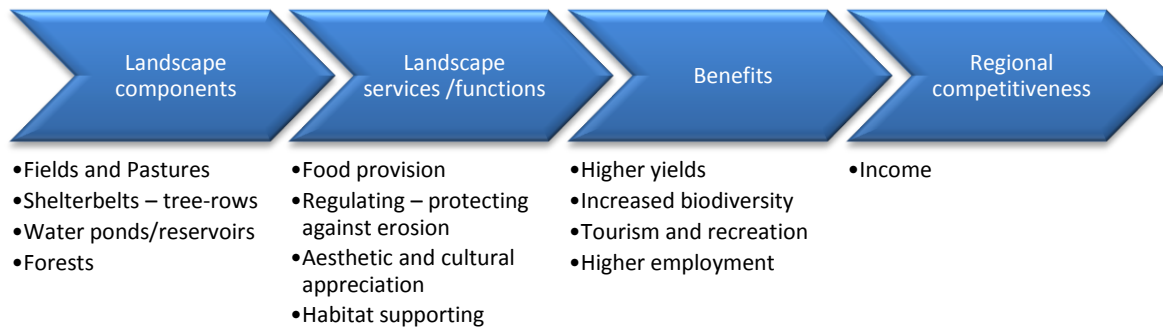 Landscape
components
Landscape
services /functions
Benefits
Regional
competitiveness
•Fields and Pastures
•Shelterbelts – tree-rows
•Water ponds/reservoirs
•Forests
•Food provision
•Regulating – protecting
against erosion
•Aesthetic and cultural
appreciation
•Habitat supporting
•Higher yields
•Increased biodiversity
•Tourism and recreation
•Higher employment
•Income